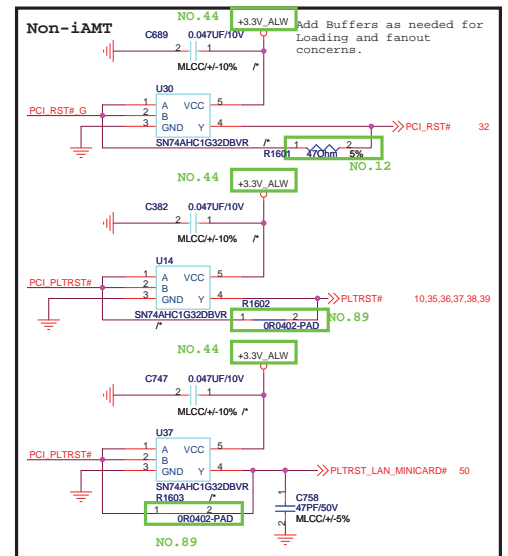 NO.44
Non-iAMT
+3.3V_ALW
Add Buffers as needed for
Loading and fanout
concerns.
C689 0.047UF/10V
2 1
MLCC/+/-10% /*
U30
PCI_RST#_G
1 A VCC 5
2 B
3 GND Y 4
PCI_RST# 32
SN74AHC1G32DBVR /*
R1601 1 47Ohm 2 5%
NO.12
NO.44
+3.3V_ALW
C382 0.047UF/10V
2 1
MLCC/+/-10% /*
U14
PCI_PLTRST#
1 A VCC 5
2 B
3 GND Y 4
PLTRST# 10,35,36,37,38,39
R1602
SN74AHC1G32DBVR
/*
1 2
0R0402-PAD
NO.89
NO.44
+3.3V_ALW
C747 0.047UF/10V
2 1
MLCC/+/-10% /*
U37
PCI_PLTRST#
1 A VCC 5
2 B
3 GND Y 4
PLTRST_LAN_MINICARD# 50
SN74AHC1G32DBVR
R1603 /*
1 2
0R0402-PAD
NO.89
1
C758
47PF/50V
MLCC/+/-5%
2